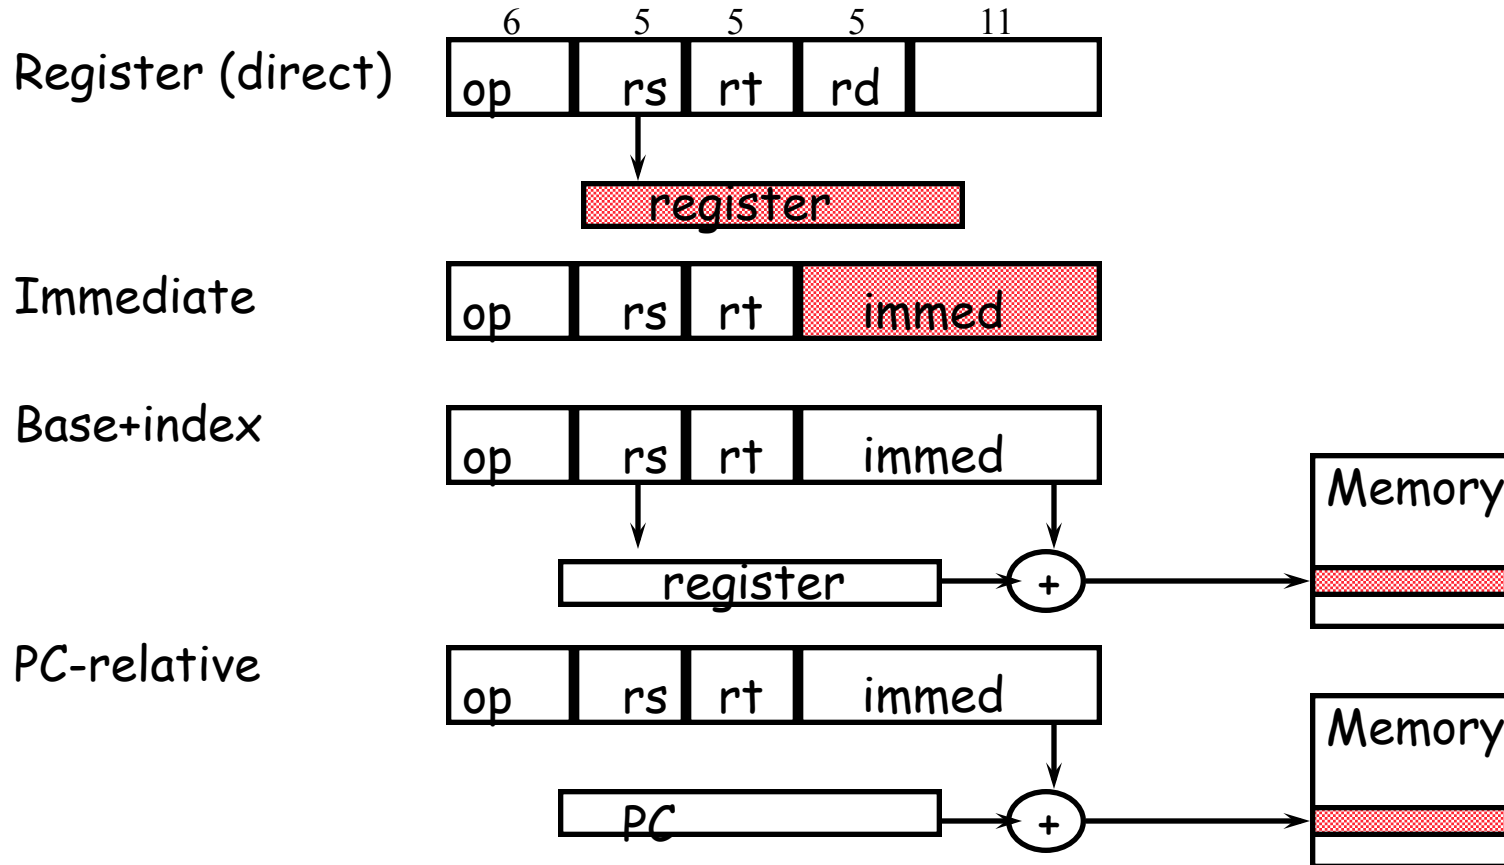 6 5 5 5 11
Register (direct)
op rs rt rd
register
Immediate
op rs rt immed
Base+index
op rs rt immed
Memory
register +
PC-relative
op rs rt immed
Memory
PC +